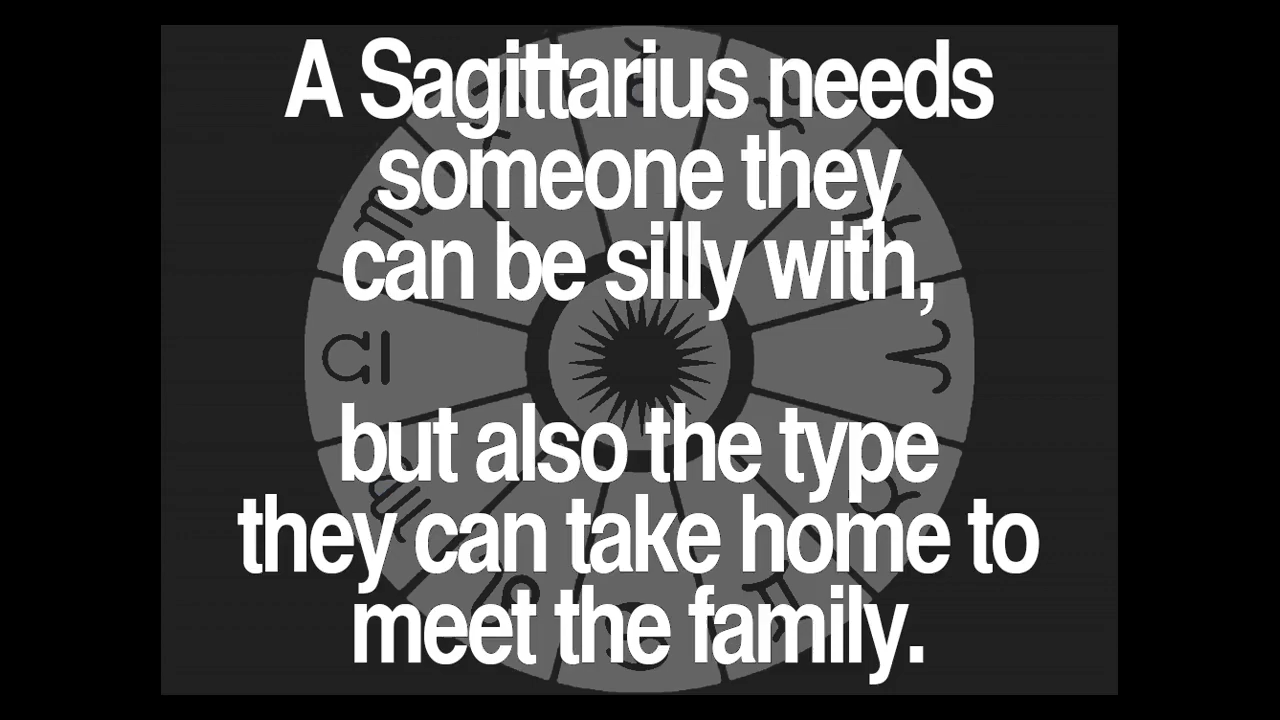 A Sagittarius needs
someone they
can be silly with,
but also the type
they can take home to
meet the family.